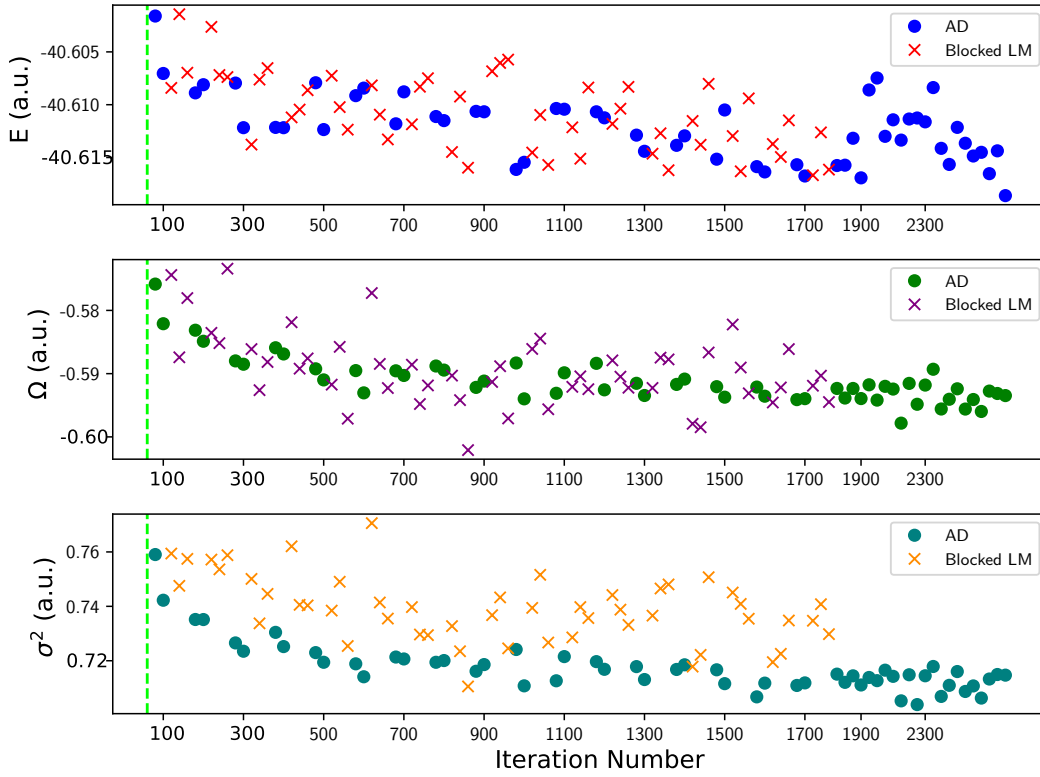 E (a.u.)
-40.605
-40.610
-40.615
AD
Blocked LM
100 300 500 700 900 1100 1300 1500 1700 1900 2300
Ω (a.u.)
-0.58
-0.59
-0.60
AD
Blocked LM
100 300 500 700 900 1100 1300 1500 1700 1900 2300
σ² (a.u.)
0.76
0.74
0.72
AD
Blocked LM
100 300 500 700 900 1100 1300 1500 1700 1900 2300
Iteration Number